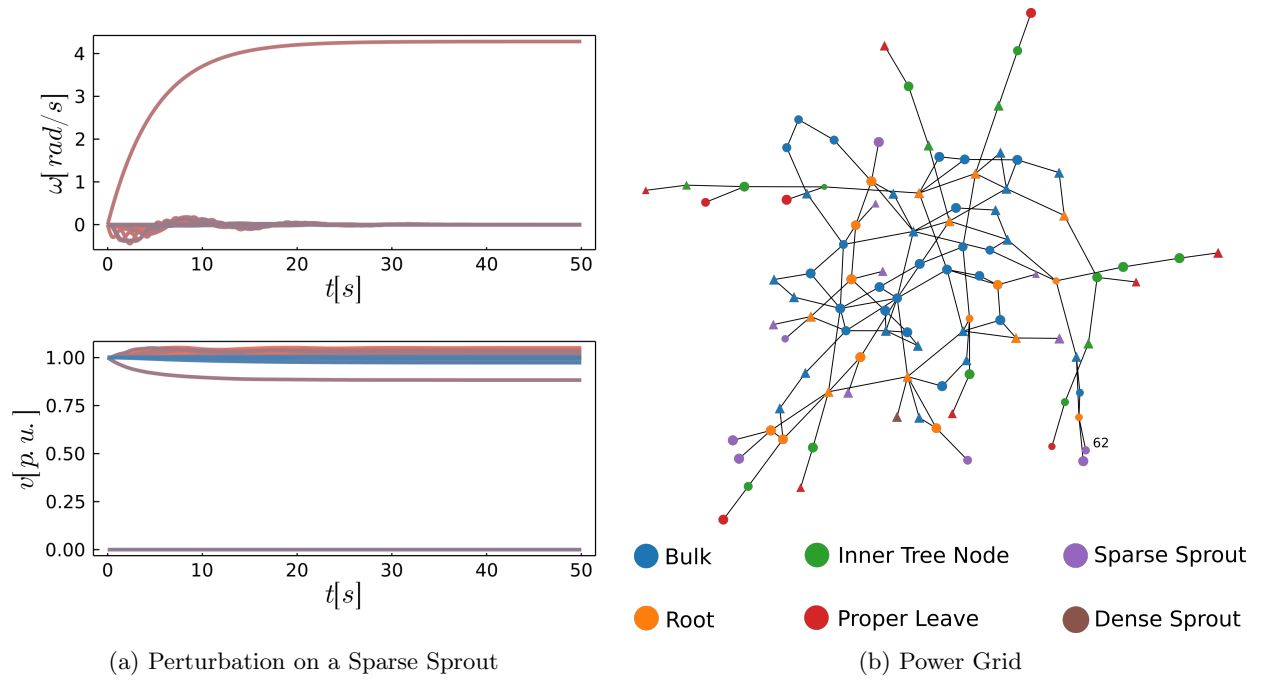 ω[rad/s]
4
3
2
1
0
0 10 20 30 40 50
t[s]
v[p.u.]
1.00
0.75
0.50
0.25
0.00
0 10 20 30 40 50
t[s]
(a) Perturbation on a Sparse Sprout
62
Bulk Inner Tree Node Sparse Sprout
Root Proper Leave Dense Sprout
(b) Power Grid